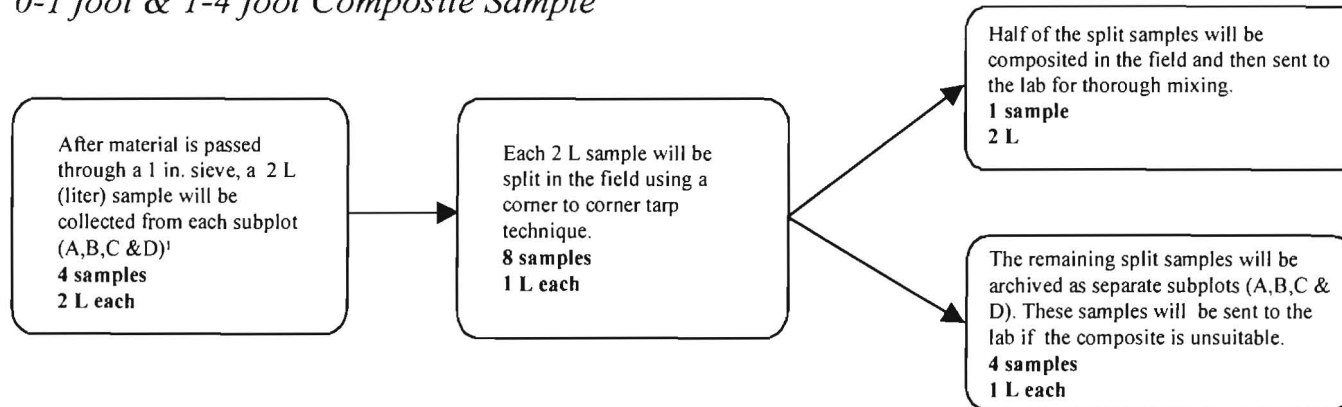 0-1 foot & 1-4 foot Composite Sample
After material is passed
through a 1 in. sieve, a 2 L
(liter) sample will be
collected from each subplot
(A,B,C &D)¹
4 samples
2 L each
Each 2 L sample will be
split in the field using a
corner to corner tarp
technique.
8 samples
1 L each
Half of the split samples will be
composited in the field and then sent to
the lab for thorough mixing.
1 sample
2 L
The remaining split samples will be
archived as separate subplots (A,B,C &
D). These samples will be sent to the
lab if the composite is unsuitable.
4 samples
1 L each